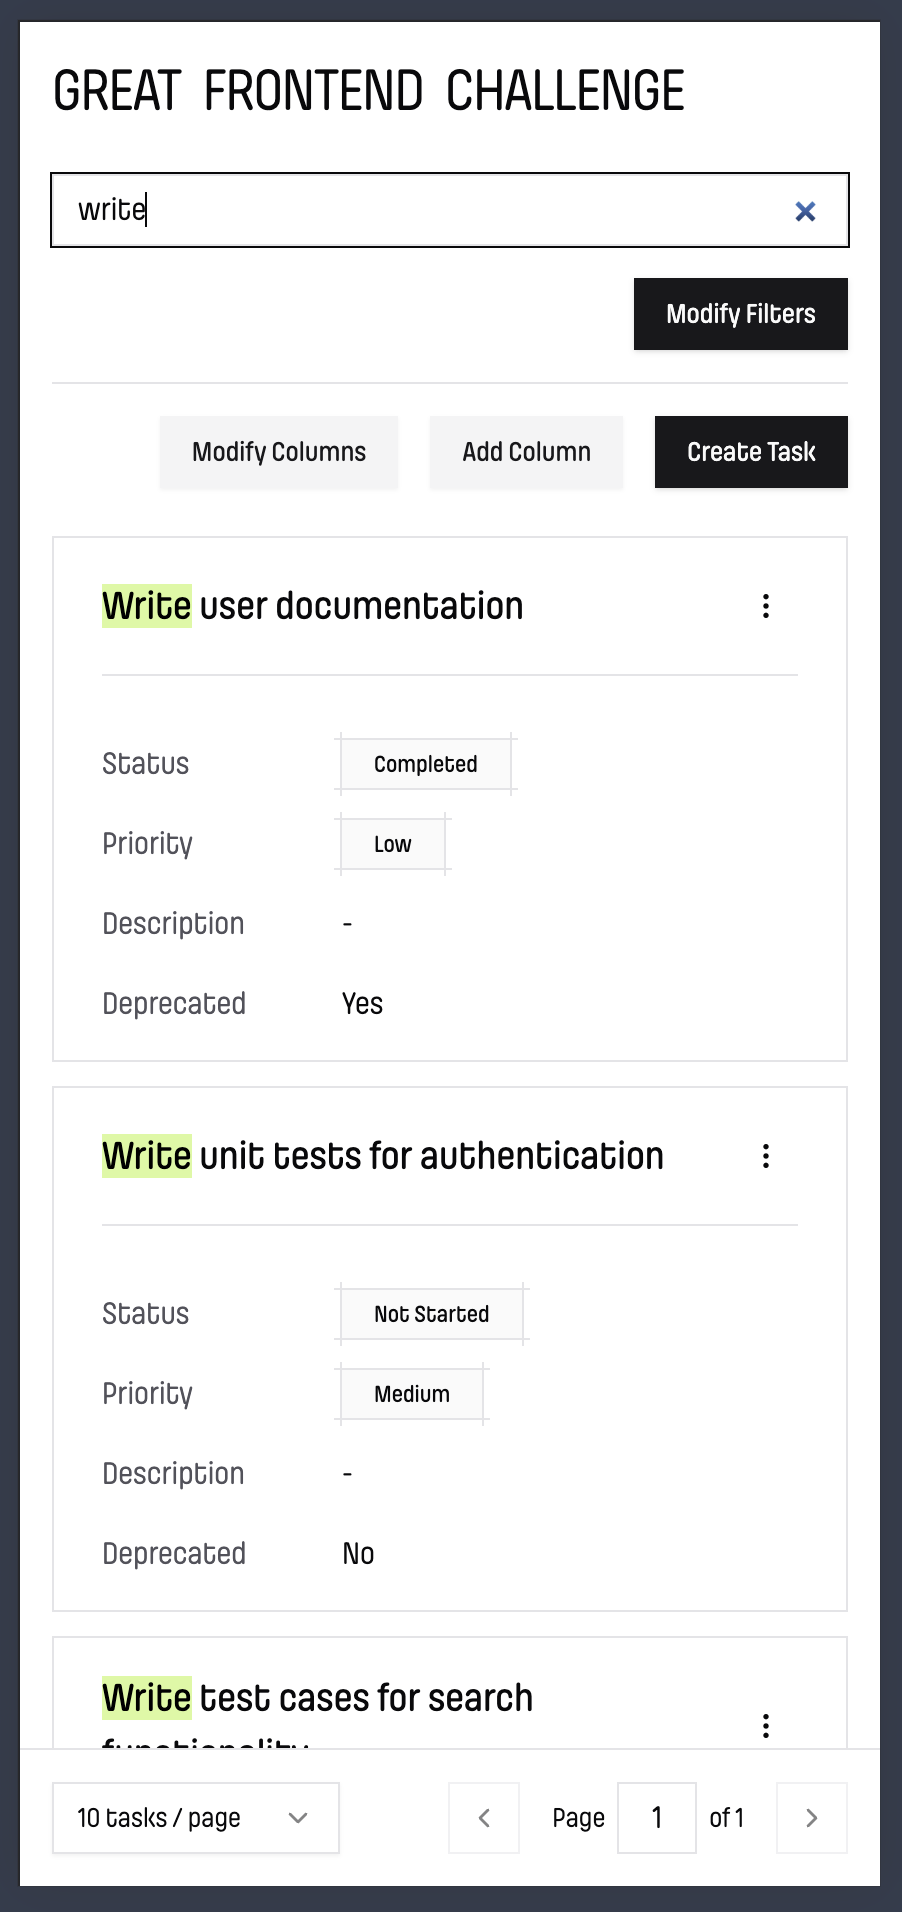 GREAT FRONTEND CHALLENGE
write
Modify Filters
Modify Columns Add Column Create Task
Write user documentation
Status Completed
Priority Low
Description -
Deprecated Yes
Write unit tests for authentication
Status Not Started
Priority Medium
Description -
Deprecated No
Write test cases for search
functionality
10 tasks / page Page 1 of 1